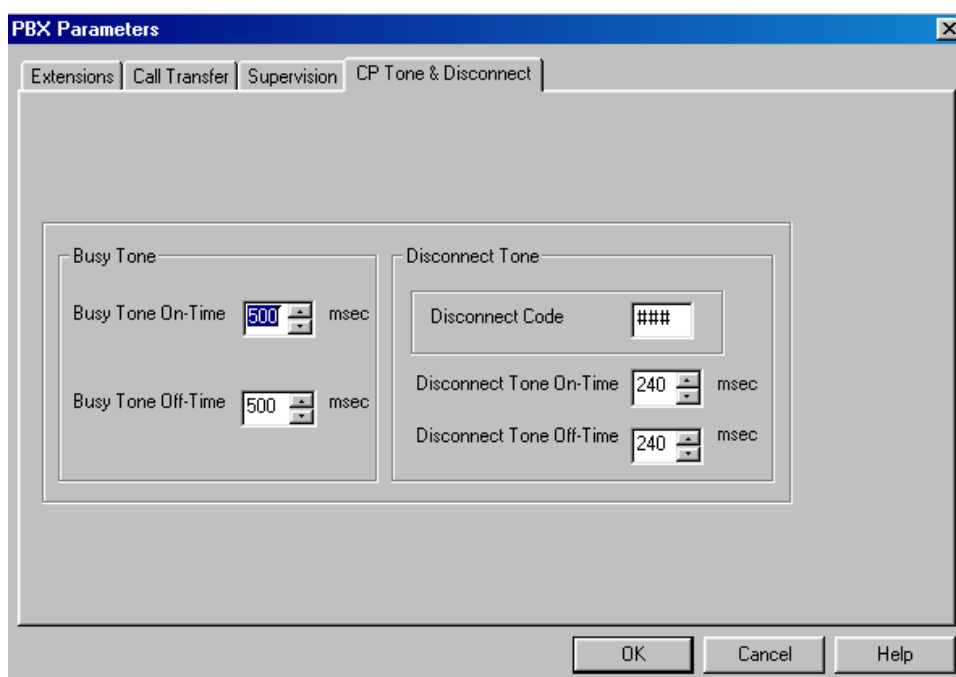 PBX Parameters
Extensions Call Transfer Supervision CP Tone & Disconnect
Busy Tone
Busy Tone On-Time 500 msec
Busy Tone Off-Time 500 msec
Disconnect Tone
Disconnect Code ###
Disconnect Tone On-Time 240 msec
Disconnect Tone Off-Time 240 msec
OK Cancel Help